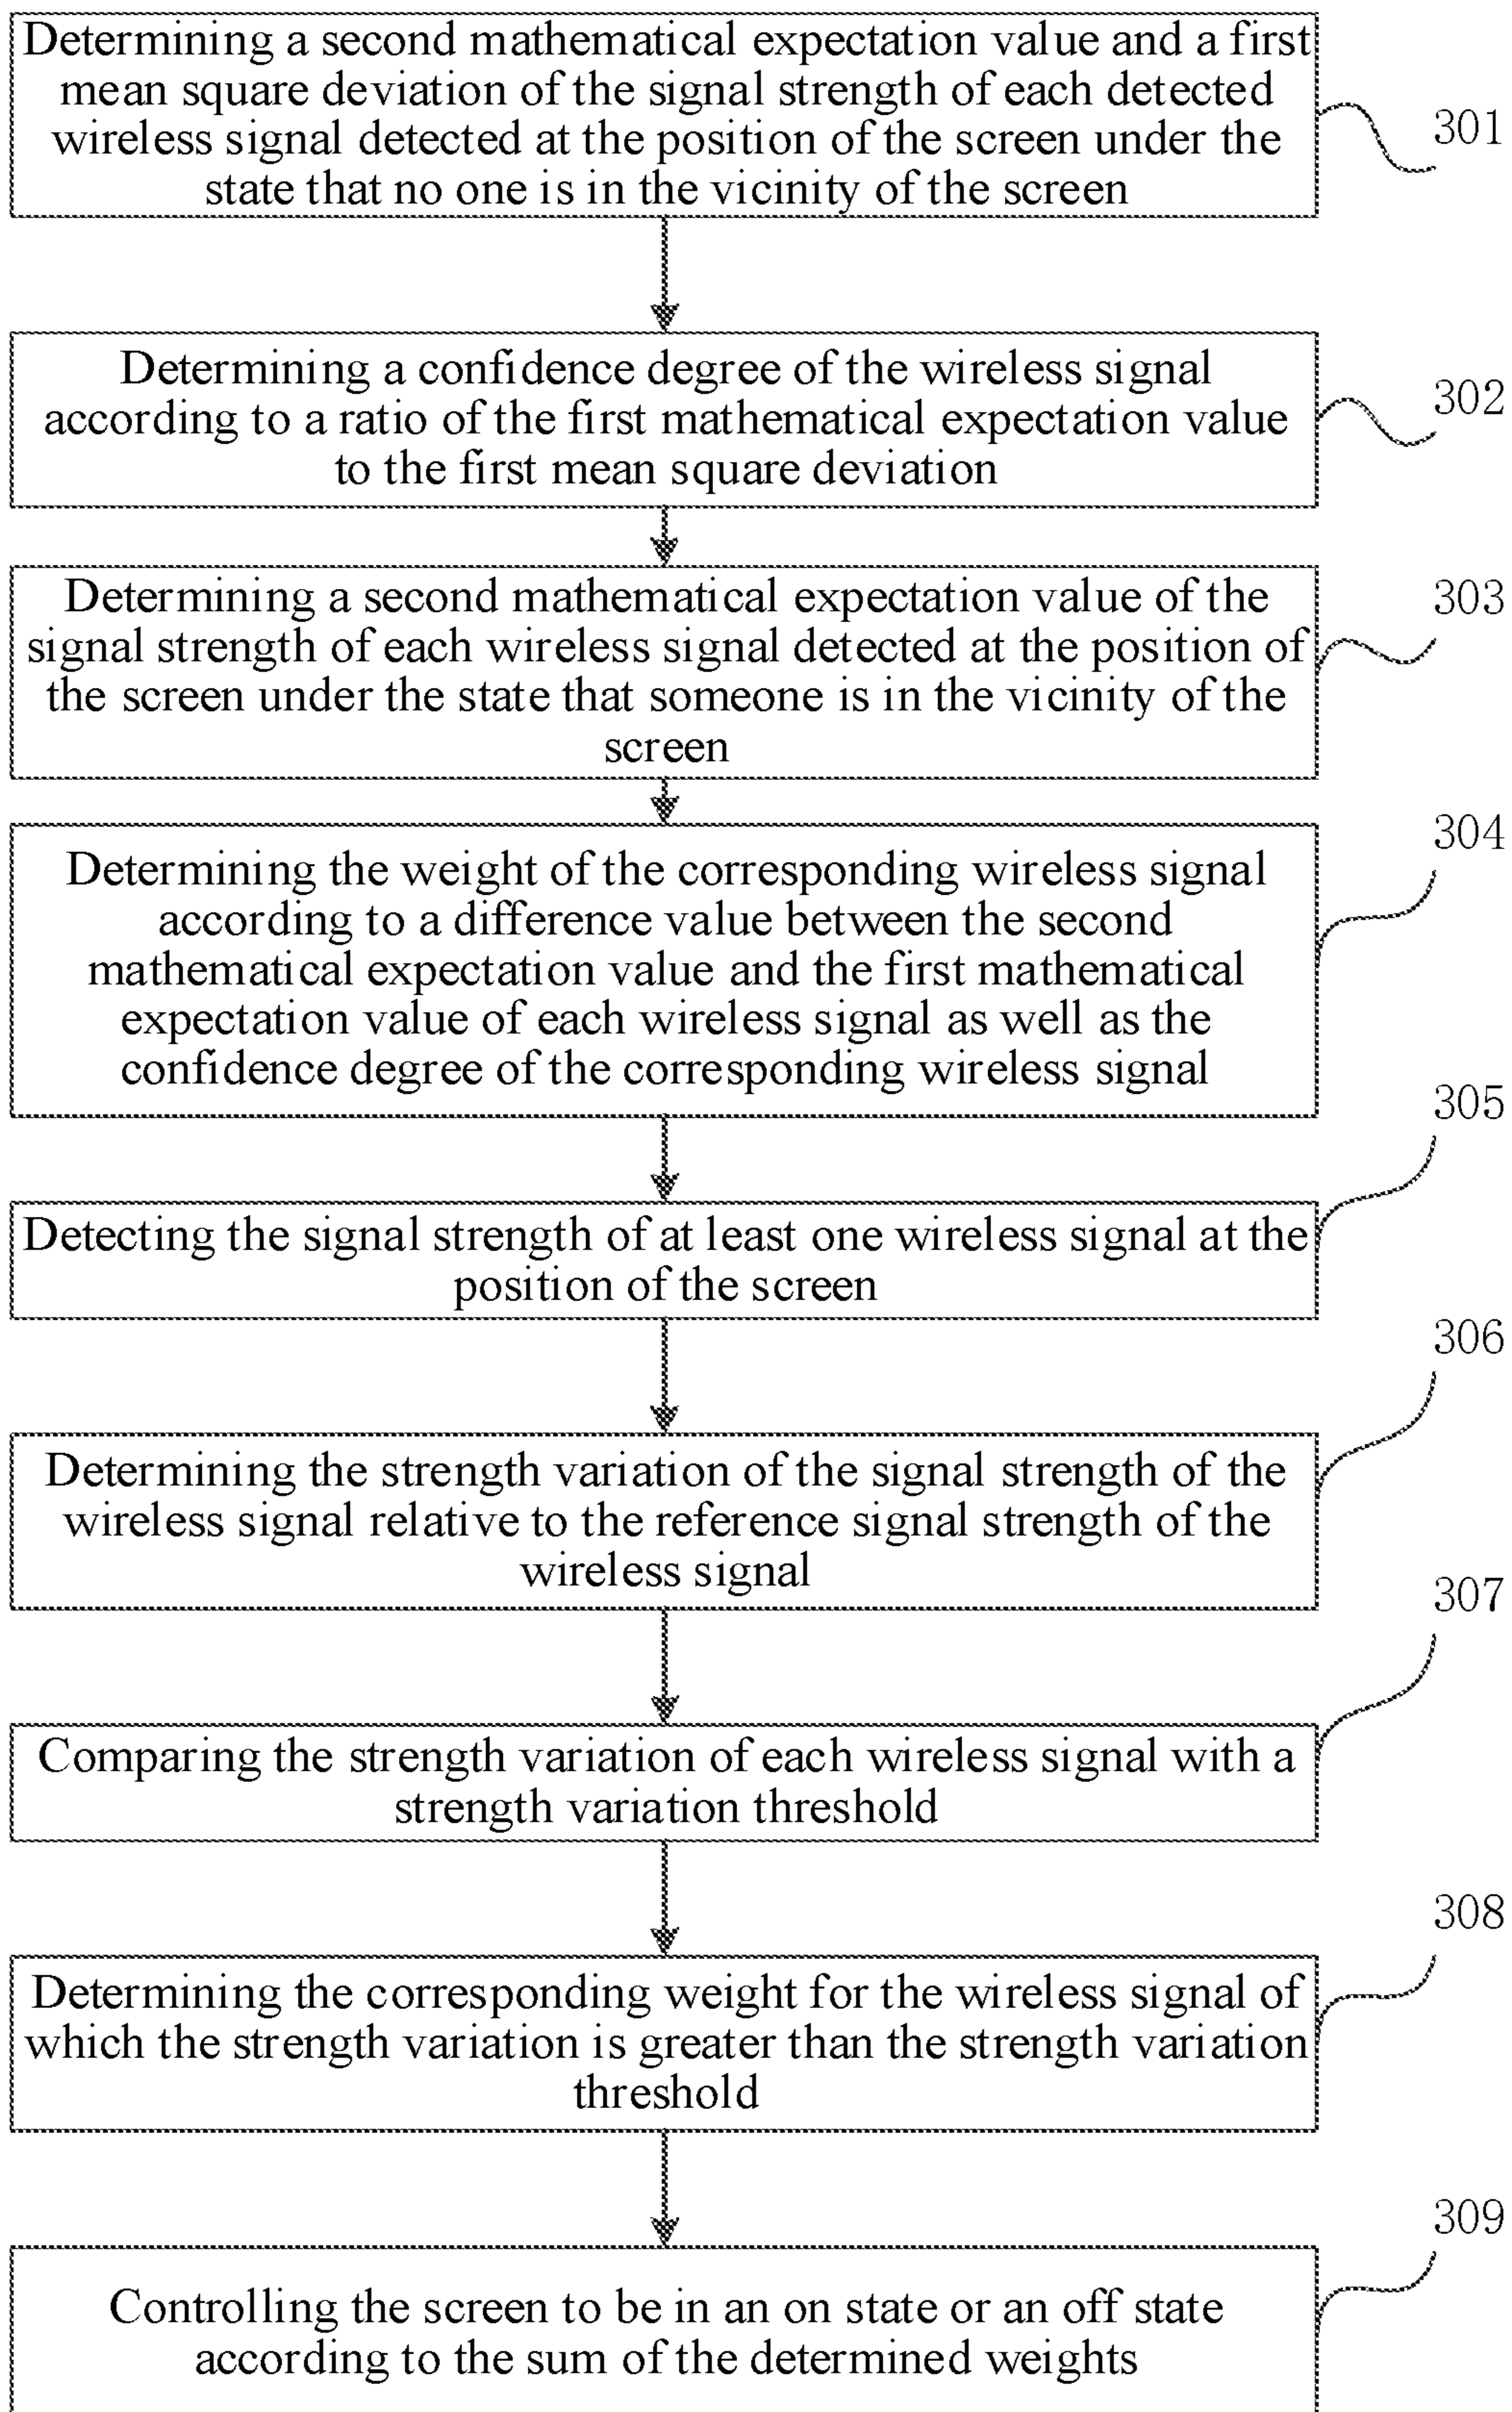 Determining a second mathematical expectation value and a first
mean square deviation of the signal strength of each detected
wireless signal detected at the position of the screen under the
state that no one is in the vicinity of the screen
301
Determining a confidence degree of the wireless signal
according to a ratio of the first mathematical expectation value
to the first mean square deviation
302
Determining a second mathematical expectation value of the
signal strength of each wireless signal detected at the position of
the screen under the state that someone is in the vicinity of the
screen
303
Determining the weight of the corresponding wireless signal
according to a difference value between the second
mathematical expectation value and the first mathematical
expectation value of each wireless signal as well as the
confidence degree of the corresponding wireless signal
304
Detecting the signal strength of at least one wireless signal at the
position of the screen
305
Determining the strength variation of the signal strength of the
wireless signal relative to the reference signal strength of the
wireless signal
306
Comparing the strength variation of each wireless signal with a
strength variation threshold
307
Determining the corresponding weight for the wireless signal of
which the strength variation is greater than the strength variation
threshold
308
Controlling the screen to be in an on state or an off state
according to the sum of the determined weights
309